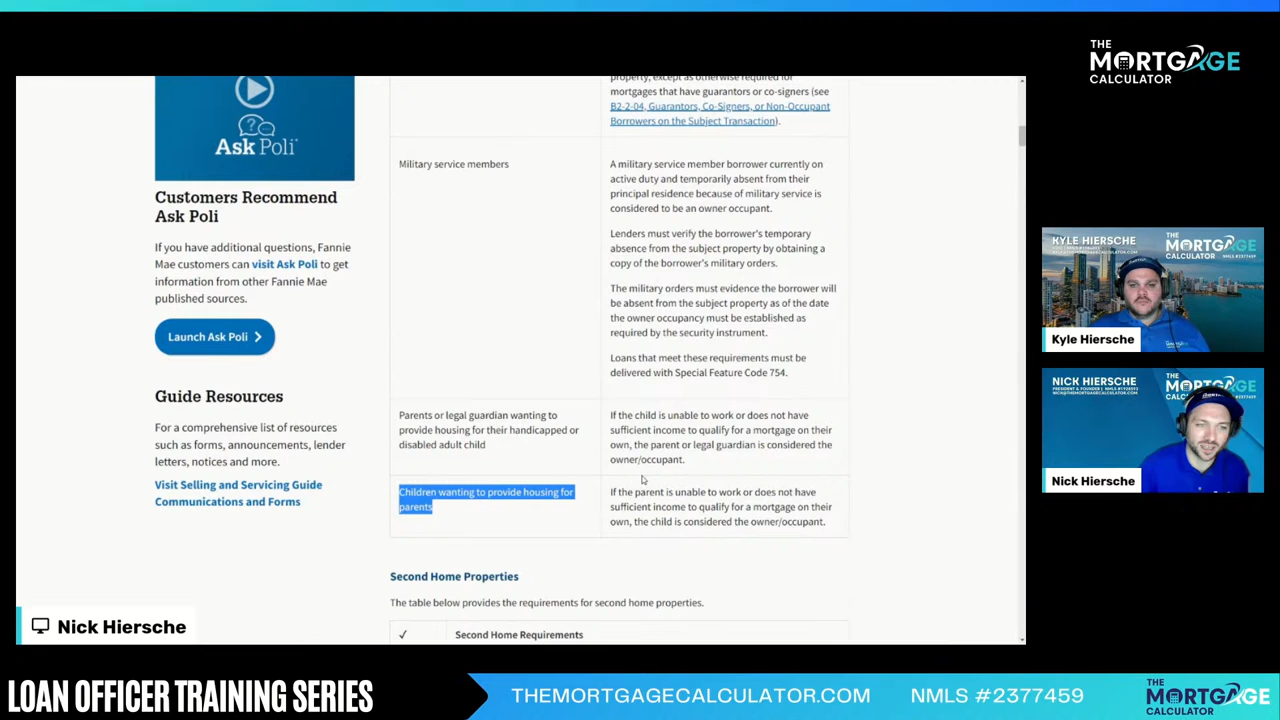 THE
MORTGAGE
CALCULATOR
Ask Poli
Customers Recommend
Ask Poli
If you have additional questions, Fannie
Mae customers can visit Ask Poli to get
information from other Fannie Mae
published sources.
Launch Ask Poli
Guide Resources
For a comprehensive list of resources
such as forms, announcements, lender
letters, notices and more.
Visit Selling and Servicing Guide
Communications and Forms
property, except as otherwise required for
mortgages that have guarantors or co-signers (see
B2-2-04, Guarantors, Co-Signers, or Non-Occupant
Borrowers on the Subject Transaction).
Military service members
A military service member borrower currently on
active duty and temporarily absent from their
principal residence because of military service is
considered to be an owner occupant.
Lenders must verify the borrower's temporary
absence from the subject property by obtaining a
copy of the borrower's military orders.
The military orders must evidence the borrower will
be absent from the subject property as of the date
the owner occupancy must be established as
required by the security instrument.
Loans that meet these requirements must be
delivered with Special Feature Code 754.
Parents or legal guardian wanting to
provide housing for their handicapped or
disabled adult child
If the child is unable to work or does not have
sufficient income to qualify for a mortgage on their
own, the parent or legal guardian is considered the
owner/occupant.
Children wanting to provide housing for
parents
If the parent is unable to work or does not have
sufficient income to qualify for a mortgage on their
own, the child is considered the owner/occupant.
Second Home Properties
The table below provides the requirements for second home properties.
✓ Second Home Requirements
Nick Hiersche
KYLE HIERSCHE
THE
MORTGAGE
CALCULATOR
Kyle Hiersche
NICK HIERSCHE
THE
MORTGAGE
CALCULATOR
Nick Hiersche
LOAN OFFICER TRAINING SERIES
THEMORTGAGECALCULATOR.COM NMLS #2377459
THE
MORTGAGE
CALCULATOR